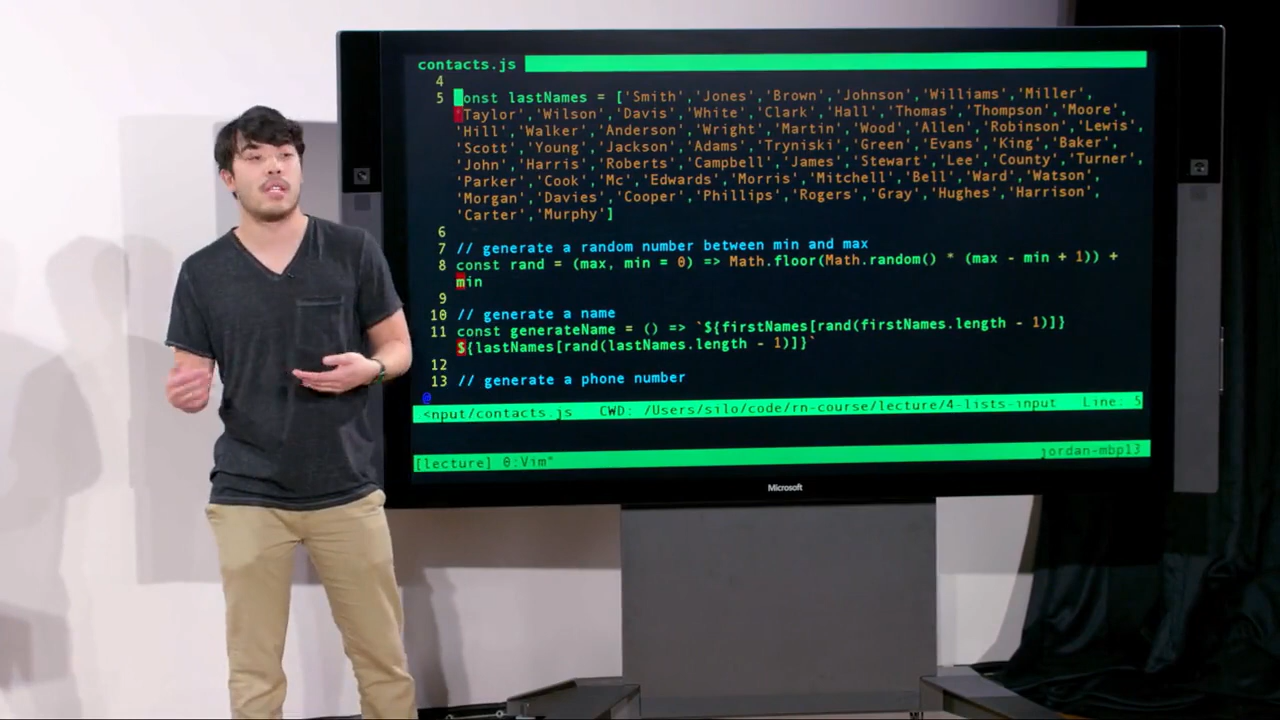 contacts.js
4
5 const lastNames = ['Smith','Jones','Brown','Johnson','Williams','Miller',
'Taylor','Wilson','Davis','White','Clark','Hall','Thomas','Thompson','Moore',
'Hill','Walker','Anderson','Wright','Martin','Wood','Allen','Robinson','Lewis',
'Scott','Young','Jackson','Adams','Tryniski','Green','Evans','King','Baker',
'John','Harris','Roberts','Campbell','James','Stewart','Lee','County','Turner',
'Parker','Cook','Mc','Edwards','Morris','Mitchell','Bell','Ward','Watson',
'Morgan','Davies','Cooper','Phillips','Rogers','Gray','Hughes','Harrison',
'Carter','Murphy']
6
7 // generate a random number between min and max
8 const rand = (max, min = 0) => Math.floor(Math.random() * (max - min + 1)) +
min
9
10 // generate a name
11 const generateName = () => `${firstNames[rand(firstNames.length - 1)]}
${lastNames[rand(lastNames.length - 1)]}`
12
13 // generate a phone number
@
<nput/contacts.js CWD: /Users/silo/code/rn-course/lecture/4-lists-input Line: 5
[lecture] 0:Vim" jordan-mbp13
Microsoft